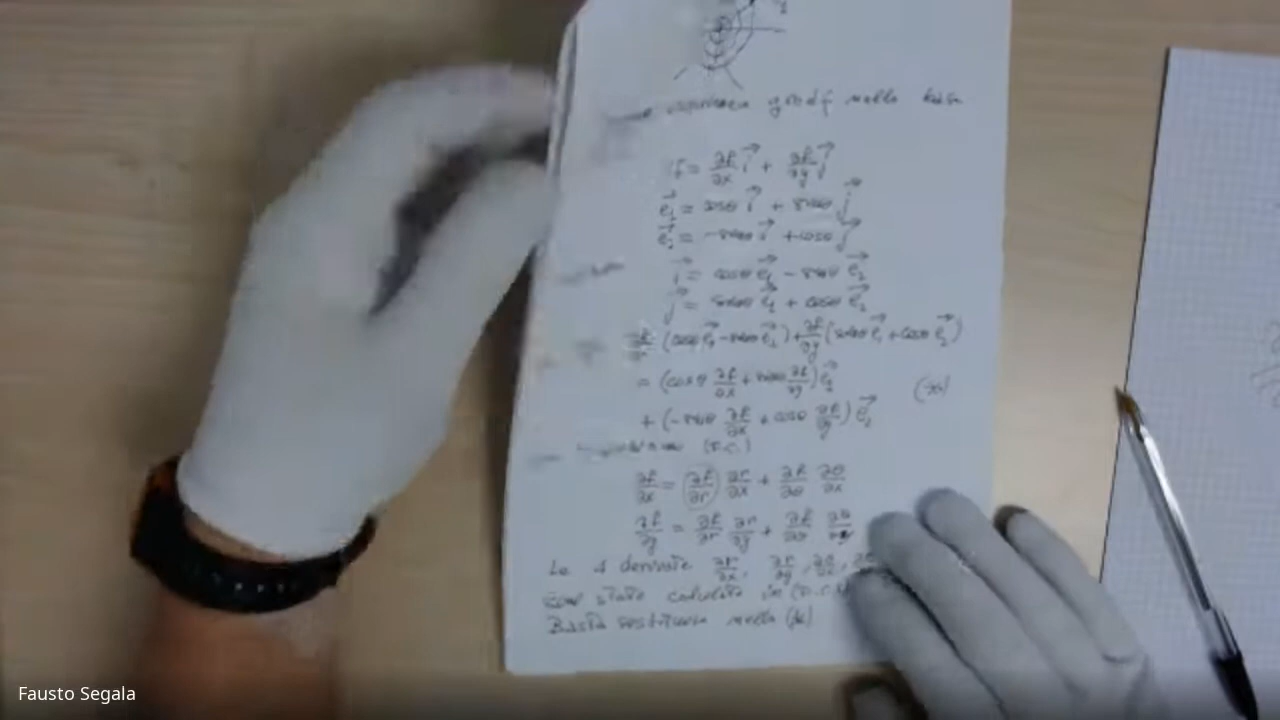 grad f nella base
f = ∂f/∂x i⃗ + ∂f/∂y j⃗
e⃗₁ = cosθ i⃗ + senθ j⃗
e⃗₂ = -senθ i⃗ + cosθ j⃗
i⃗ = cosθ e⃗₁ - senθ e⃗₂
j⃗ = senθ e⃗₁ + cosθ e⃗₂
∂f/∂x (cosθ e⃗₁ - senθ e⃗₂) + ∂f/∂y (senθ e⃗₁ + cosθ e⃗₂)
= (cosθ ∂f/∂x + senθ ∂f/∂y) e⃗₁
+ (-senθ ∂f/∂x + cosθ ∂f/∂y) e⃗₂ (*)
∂f/∂x = ∂f/∂r ∂r/∂x + ∂f/∂θ ∂θ/∂x
∂f/∂y = ∂f/∂r ∂r/∂y + ∂f/∂θ ∂θ/∂y
Le 4 derivate ∂r/∂x, ∂r/∂y, ∂θ/∂x,
state calcolate in
Basta sostituire nella (*)
Fausto Segala